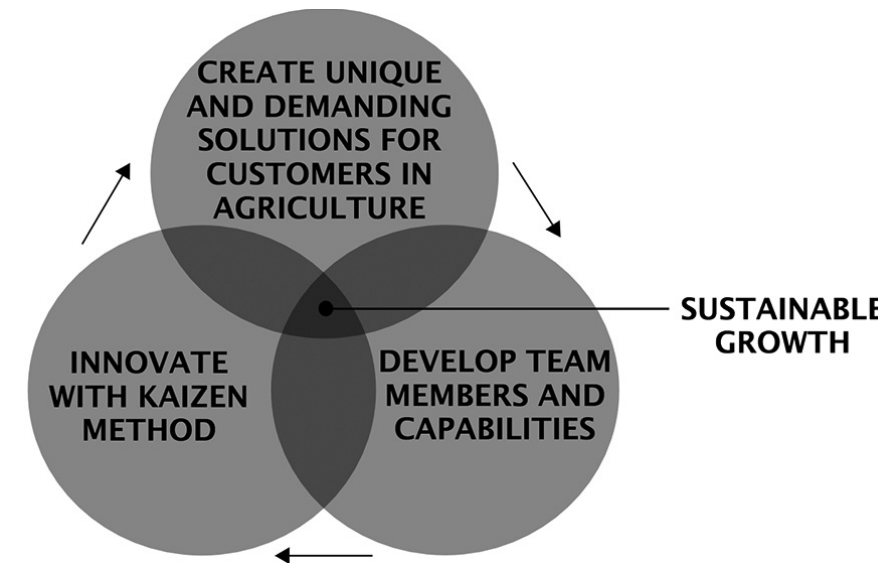 CREATE UNIQUE
AND DEMANDING
SOLUTIONS FOR
CUSTOMERS IN
AGRICULTURE
SUSTAINABLE
GROWTH
INNOVATE
WITH KAIZEN
METHOD
DEVELOP TEAM
MEMBERS AND
CAPABILITIES